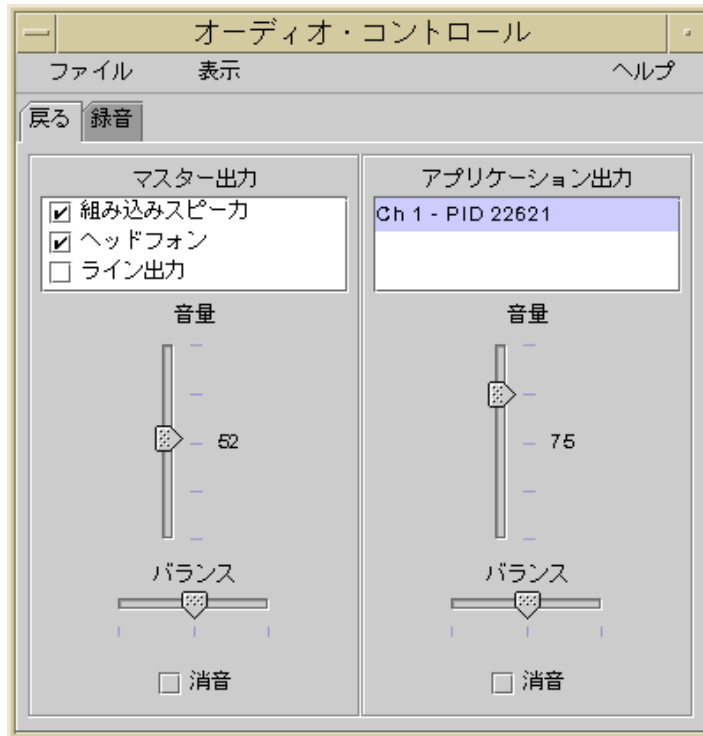 オーディオ・コントロール
ファイル 表示 ヘルプ
戻る 録音
マスター出力
組み込みスピーカ
ヘッドフォン
ライン出力
音量
52
バランス
消音
アプリケーション出力
Ch 1 - PID 22621
音量
75
バランス
消音